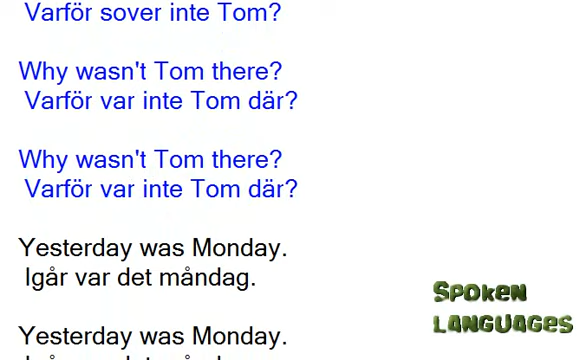 Varför sover inte Tom?
Why wasn't Tom there?
Varför var inte Tom där?
Why wasn't Tom there?
Varför var inte Tom där?
Yesterday was Monday.
Igår var det måndag.
Yesterday was Monday.
SPOKEN
LANGUAGES